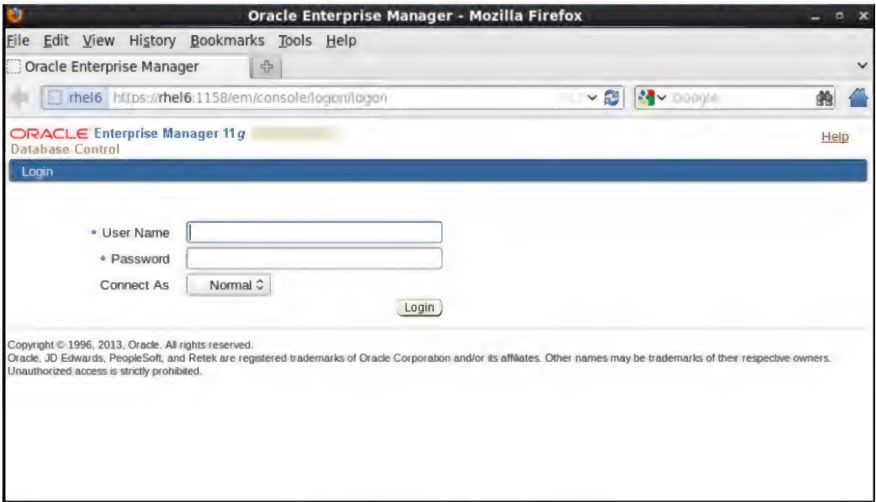 Oracle Enterprise Manager - Mozilla Firefox
File Edit View History Bookmarks Tools Help
Oracle Enterprise Manager
rhel6 https://rhel6:1158/em/console/logon/logon Google
ORACLE Enterprise Manager 11g Help
Database Control
Login
* User Name
* Password
Connect As Normal
Login
Copyright © 1996, 2013, Oracle. All rights reserved.
Oracle, JD Edwards, PeopleSoft, and Retek are registered trademarks of Oracle Corporation and/or its affiliates. Other names may be trademarks of their respective owners.
Unauthorized access is strictly prohibited.